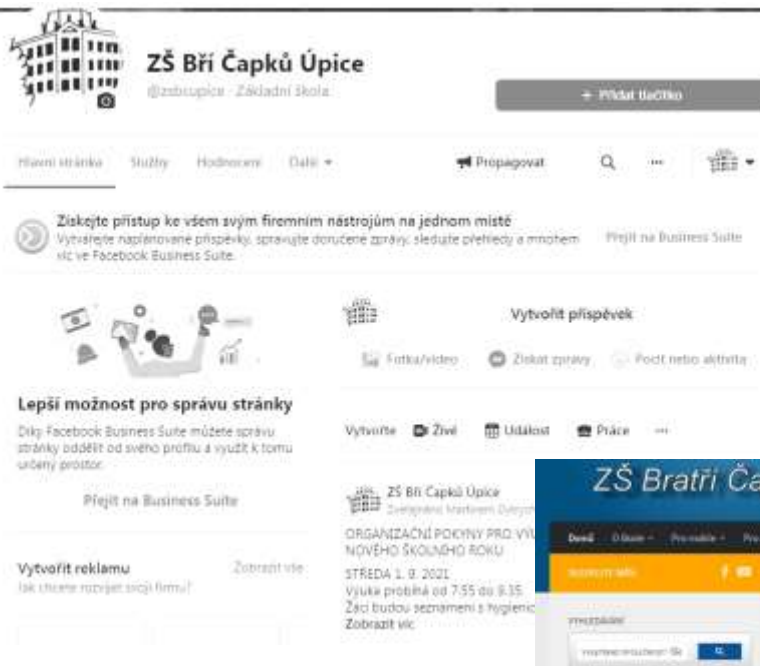 ZŠ Bří Čapků Úpice
@zsbcupice · Základní škola
+ Přidat tlačítko
Hlavní stránka Služby Hodnocení Další
Propagovat
Získejte přístup ke všem svým firemním nástrojům na jednom místě
Vytvářejte naplánované příspěvky, spravujte doručené zprávy, sledujte přehledy a mnohem
víc ve Facebook Business Suite.
Přejít na Business Suite
Vytvořit příspěvek
Fotka/video Získat zprávy Pocit nebo aktivita
Lepší možnost pro správu stránky
Díky Facebook Business Suite můžete správu
stránky oddělit od svého profilu a využít k tomu
určený prostor.
Přejít na Business Suite
Vytvořte Živě Událost Práce
ZŠ Bří Čapků Úpice
ORGANIZAČNÍ POKYNY PRO VÝU
NOVÉHO ŠKOLNÍHO ROKU
STŘEDA 1. 9. 2021
Výuka probíhá od 7.55 do 9.35.
Žáci budou seznámeni s hygienic
Zobrazit víc
Vytvořit reklamu Zobrazit vše
Jak chcete rozvíjet svoji firmu?
ZŠ Bratří Ča
Domů O škole
VYHLEDÁVÁNÍ